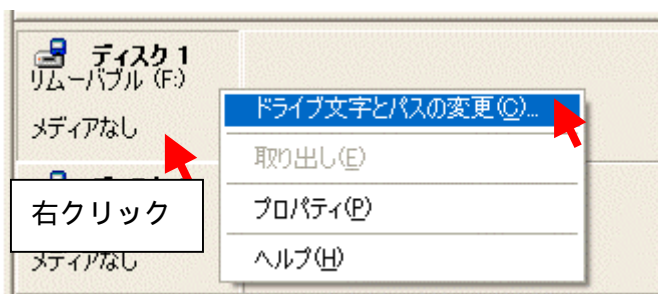 ディスク 1
リムーバブル (F:)
メディアなし
ドライブ文字とパスの変更(C)...
取り出し(E)
プロパティ(P)
ヘルプ(H)
右クリック
メディアなし